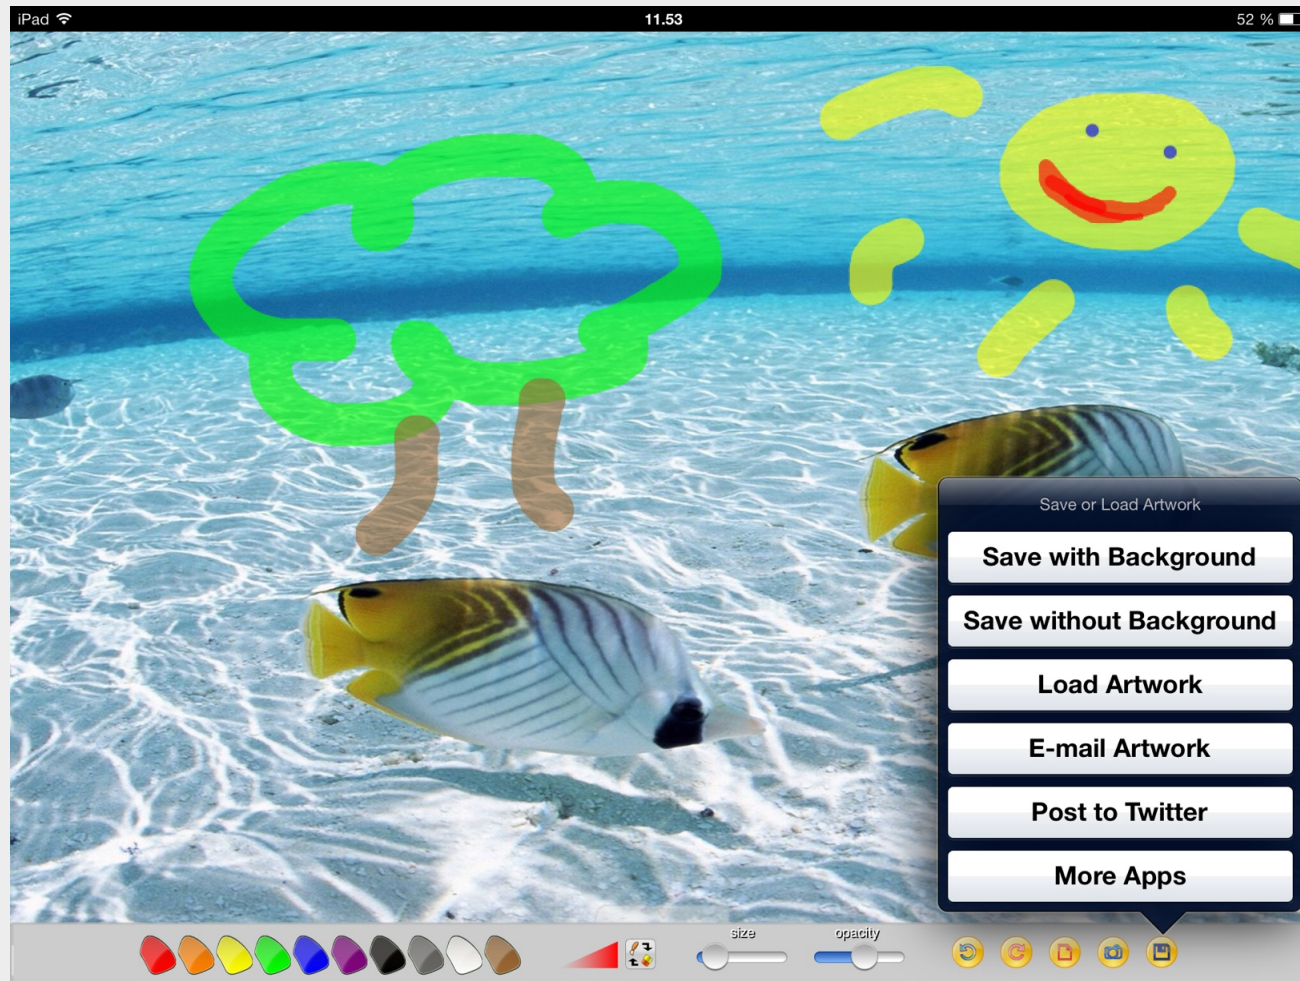 iPad 11.53 52 %
Save or Load Artwork
Save with Background
Save without Background
Load Artwork
E-mail Artwork
Post to Twitter
More Apps
size opacity